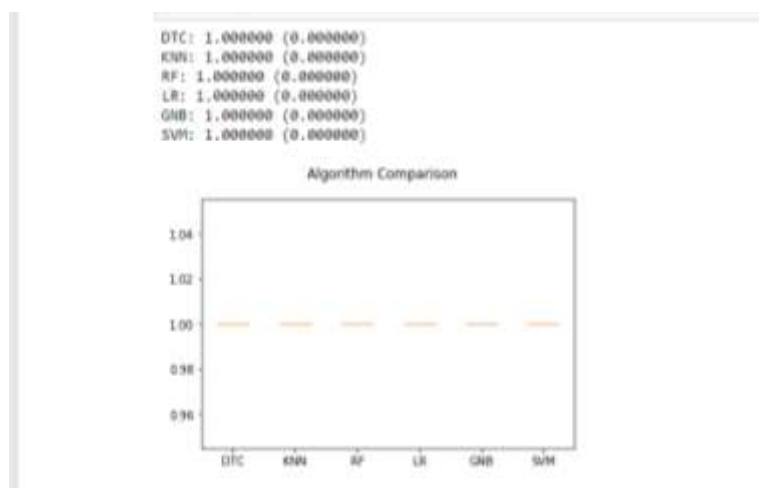 DTC: 1.000000 (0.000000)
KNN: 1.000000 (0.000000)
RF: 1.000000 (0.000000)
LR: 1.000000 (0.000000)
GNB: 1.000000 (0.000000)
SVM: 1.000000 (0.000000)
Algorithm Comparison
1.04
1.02
1.00
0.98
0.96
DTC KNN RF LR GNB SVM